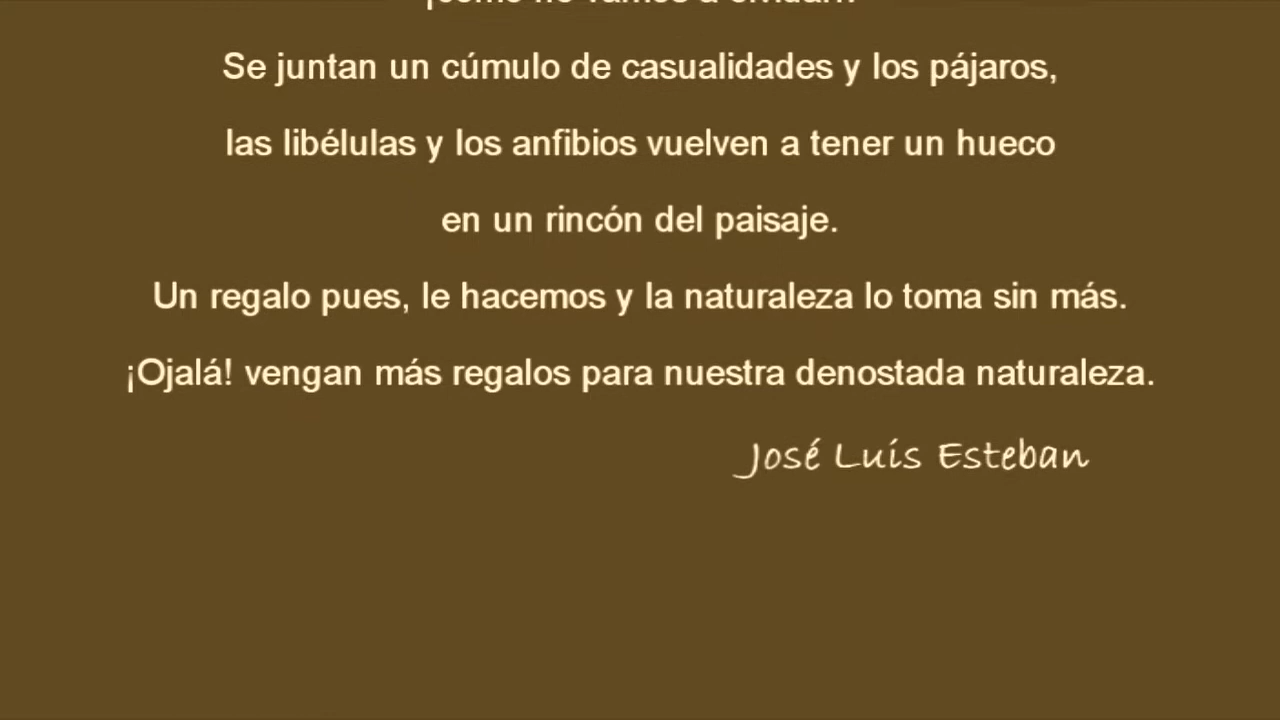 Se juntan un cúmulo de casualidades y los pájaros,
las libélulas y los anfibios vuelven a tener un hueco
en un rincón del paisaje.
Un regalo pues, le hacemos y la naturaleza lo toma sin más.
¡Ojalá! vengan más regalos para nuestra denostada naturaleza.
José Luís Esteban